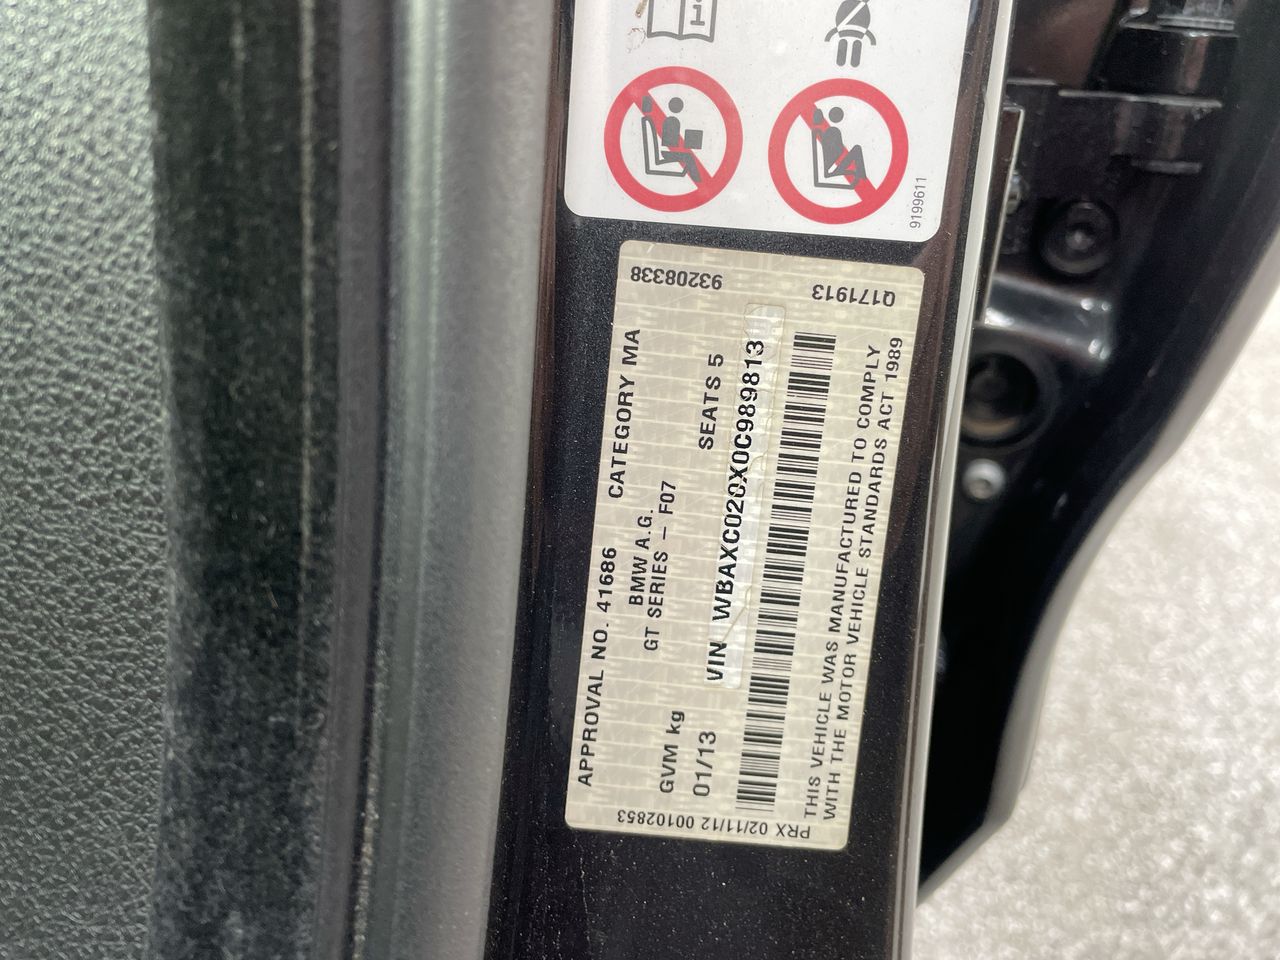 9199611
93208338
Q171913
APPROVAL NO. 41686 CATEGORY MA
BMW A.G.
GT SERIES – F07
GVM kg SEATS 5
01/13 VIN WBAXC020X0C989813
THIS VEHICLE WAS MANUFACTURED TO COMPLY
WITH THE MOTOR VEHICLE STANDARDS ACT 1989
PRX 02/11/12 00102853